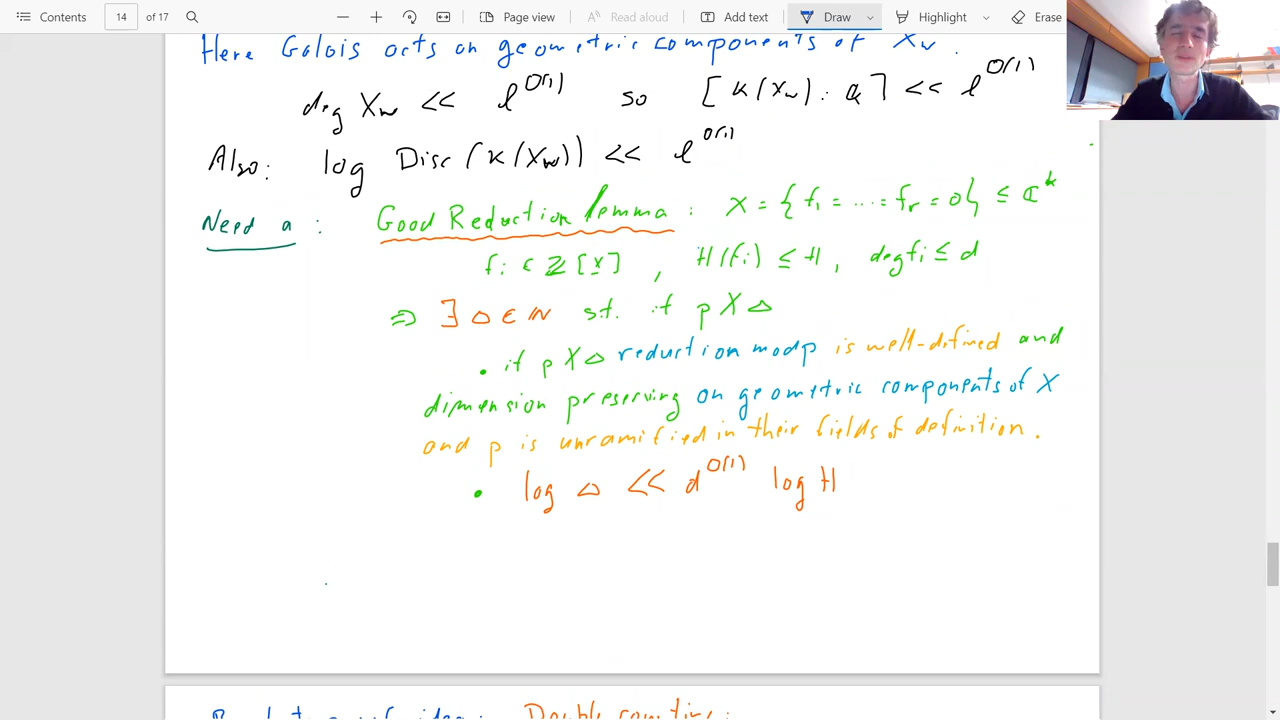 Contents 14 of 17 Page view Read aloud Add text Draw Highlight Erase
Here Galois acts on geometric components of X_w.
deg X_w << l^{O(1)} so [K(X_w) : Q] << l^{O(1)}
Also: log Disc(K(X_w)) << l^{O(1)}
Need a : Good Reduction lemma : X = {f_1 = .... = f_r = 0} ≤ ℂ^k
f_i ∈ ℤ[x], H(f_i) ≤ H, deg f_i ≤ d
⇒ ∃ Δ ∈ ℕ s.t. if p ∤ Δ
• if p ∤ Δ reduction mod p is well-defined and
dimension preserving on geometric components of X
and p is unramified in their fields of definition.
• log Δ << d^{O(1)} log H
Double counting: